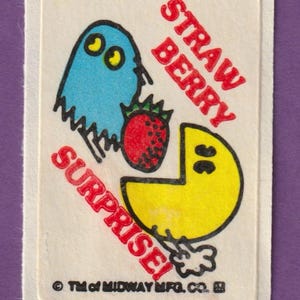 STRAW
BERRY
SURPRISE!
© TM of MIDWAY MFG. CO.